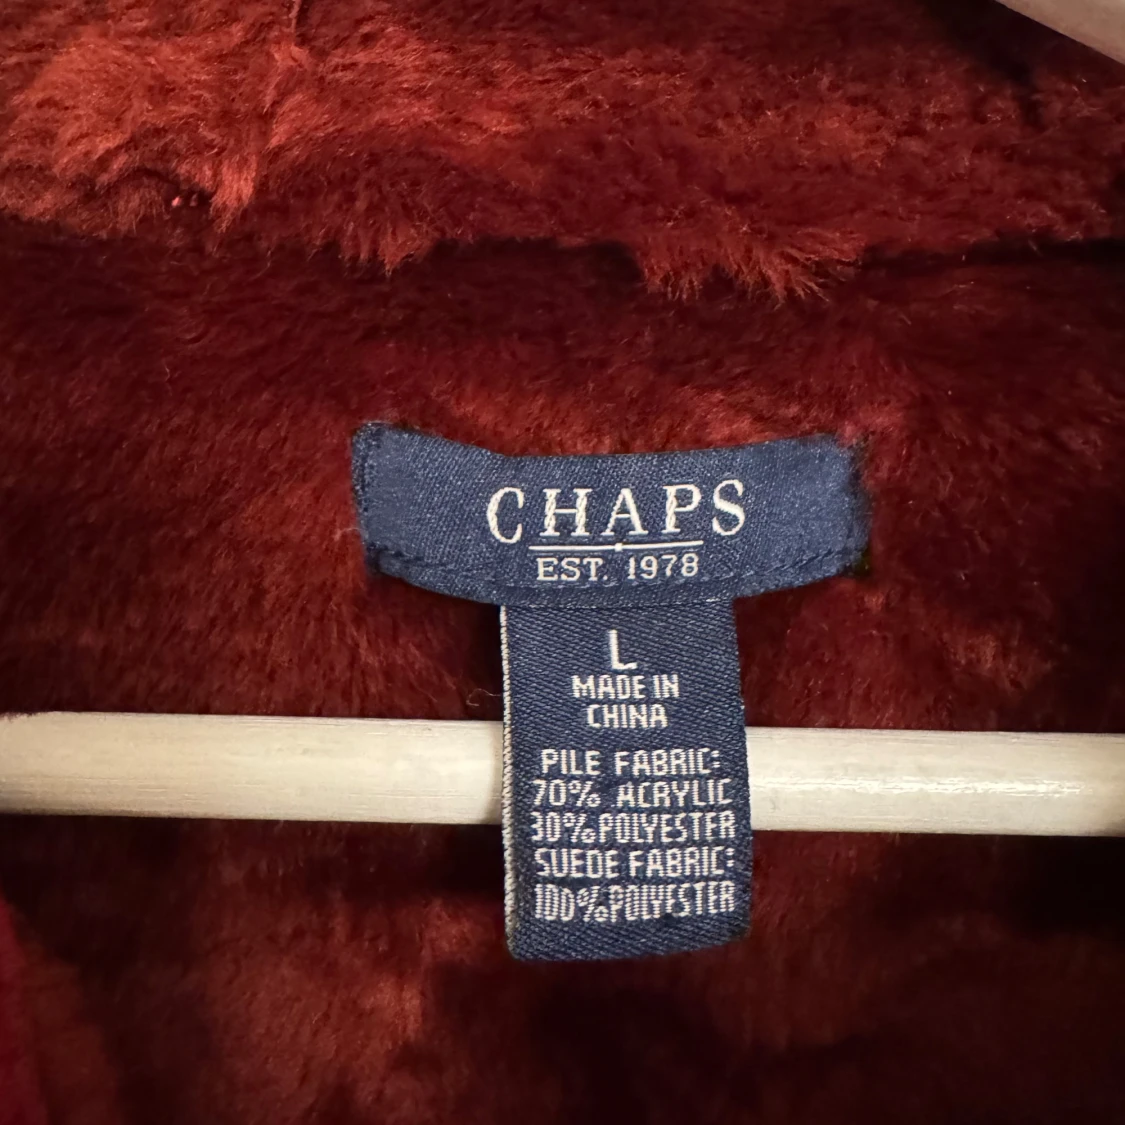 CHAPS
EST. 1978
L
MADE IN
CHINA
PILE FABRIC:
70% ACRYLIC
30% POLYESTER
SUEDE FABRIC:
100% POLYESTER